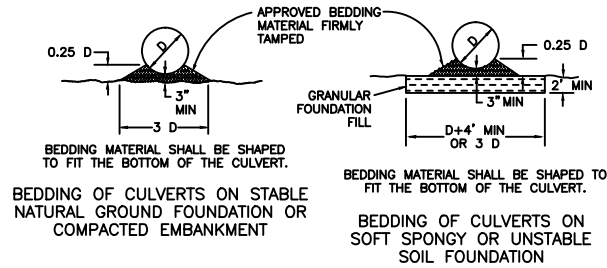 APPROVED BEDDING
MATERIAL FIRMLY
TAMPED
D
0.25 D
3" MIN
3 D
BEDDING MATERIAL SHALL BE SHAPED
TO FIT THE BOTTOM OF THE CULVERT.
BEDDING OF CULVERTS ON STABLE
NATURAL GROUND FOUNDATION OR
COMPACTED EMBANKMENT
D
0.25 D
2' MIN
GRANULAR
FOUNDATION
FILL
3" MIN
D+4' MIN
OR 3 D
BEDDING MATERIAL SHALL BE SHAPED TO
FIT THE BOTTOM OF THE CULVERT.
BEDDING OF CULVERTS ON
SOFT SPONGY OR UNSTABLE
SOIL FOUNDATION